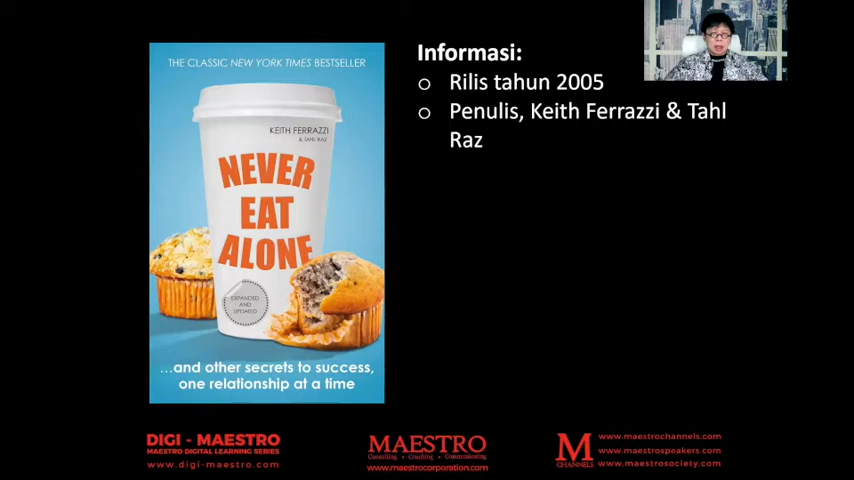 THE CLASSIC NEW YORK TIMES BESTSELLER
KEITH FERRAZZI
& TAHL RAZ
NEVER
EAT
ALONE
EXPANDED
AND
UPDATED
...and other secrets to success,
one relationship at a time
Informasi:
Rilis tahun 2005
Penulis, Keith Ferrazzi & Tahl
Raz
DIGI - MAESTRO
MAESTRO DIGITAL LEARNING SERIES
www.digi-maestro.com
MAESTRO
Consulting • Coaching • Communicating
www.maestrocorporation.com
M
CHANNELS
www.maestrochannels.com
www.maestrospeakers.com
www.maestrosociety.com